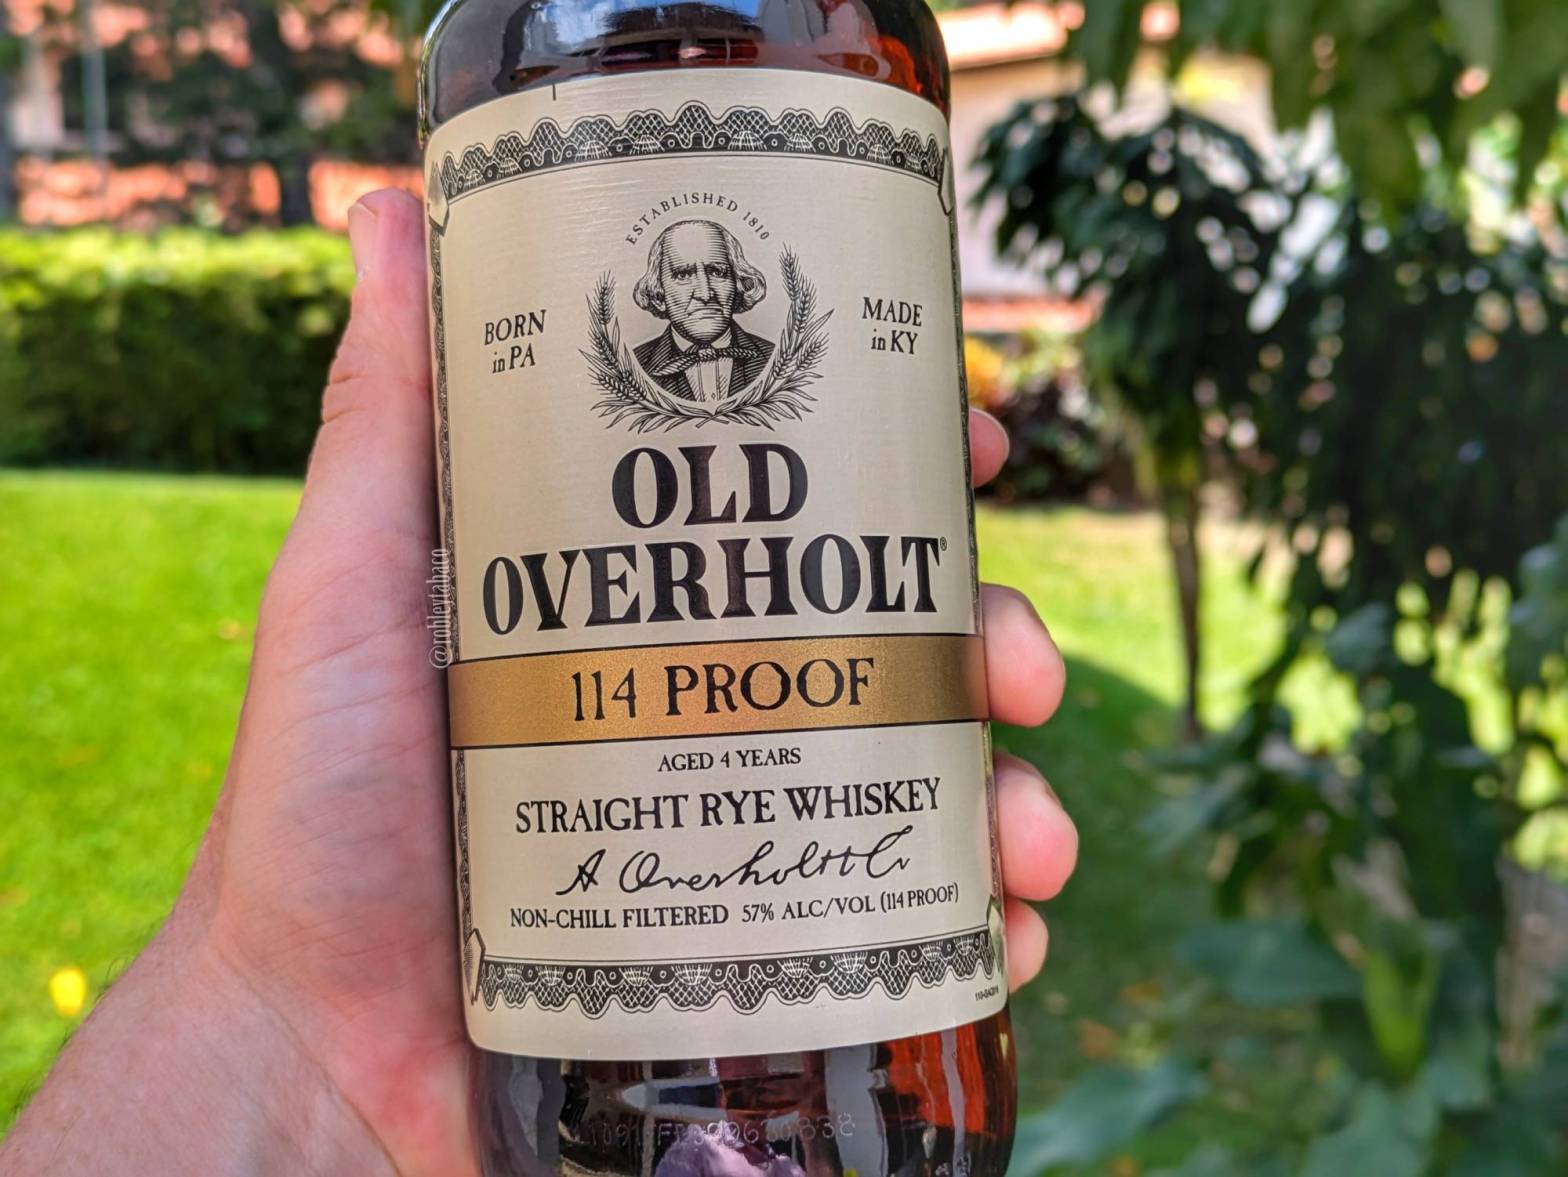 ESTABLISHED 1810
BORN
in PA
MADE
in KY
OLD
OVERHOLT®
114 PROOF
AGED 4 YEARS
STRAIGHT RYE WHISKEY
A Overholt Co
NON-CHILL FILTERED 57% ALC/VOL (114 PROOF)